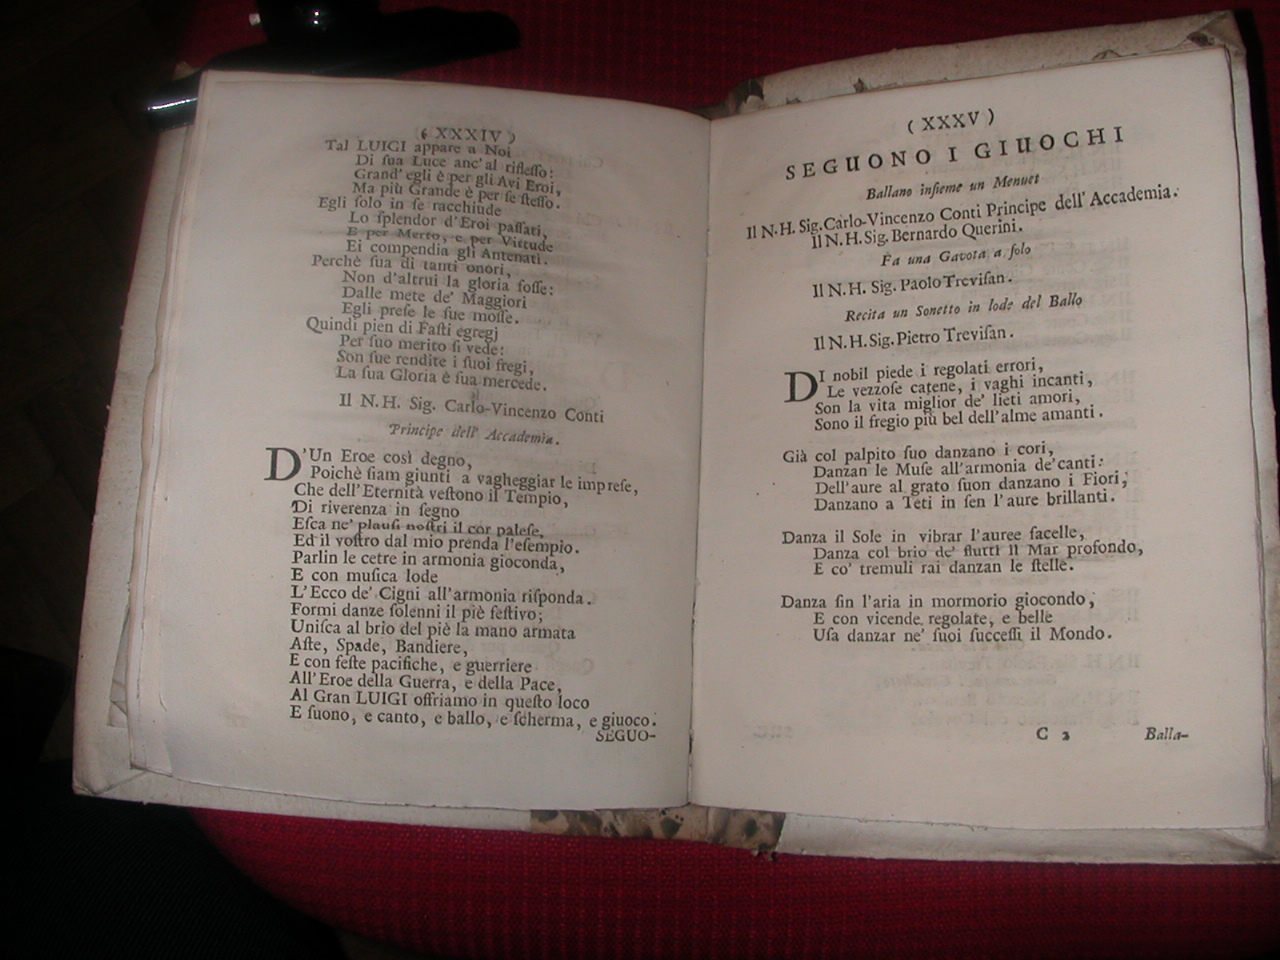 ( XXXIV )
Tal LUIGI appare a Noi
Di ſua Luce anc' al rifleſſo:
Grand' egli è per gli Avi Eroi,
Ma più Grande è per ſe ſteſſo.
Egli ſolo in ſe racchiude
Lo ſplendor d'Eroi paſſati,
E per Merto, e per Virtude
Ei compendia gli Antenati.
Perchè ſua di tanti onori,
Non d'altrui la gloria foſſe:
Dalle mete de' Maggiori
Egli preſe le ſue moſſe.
Quindi pien di Faſti egregj
Per ſuo merito ſi vede:
Son ſue rendite i ſuoi fregi,
La ſua Gloria è ſua mercede.
Il N. H. Sig. Carlo-Vincenzo Conti
Principe dell' Accademia.
D'Un Eroe così degno,
Poichè ſiam giunti a vagheggiar le impreſe,
Che dell'Eternità veſtono il Tempio,
Di riverenza in ſegno
Eſca ne' plauſi noſtri il cor paleſe,
Ed il voſtro dal mio prenda l'eſempio.
Parlin le cetre in armonia gioconda,
E con muſica lode
L'Ecco de' Cigni all'armonia riſponda.
Formi danze ſolenni il piè feſtivo;
Uniſca al brio del piè la mano armata
Aſte, Spade, Bandiere,
E con feſte pacifiche, e guerriere
All'Eroe della Guerra, e della Pace,
Al Gran LUIGI offriamo in queſto loco
E ſuono, e canto, e ballo, e ſcherma, e giuoco.
SEGUO-
( XXXV )
SEGUONO I GIUOCHI
Ballano inſieme un Menuet
Il N. H. Sig. Carlo-Vincenzo Conti Principe dell' Accademia.
Il N. H. Sig. Bernardo Querini.
Fa una Gavota a ſolo
Il N. H. Sig. Paolo Treviſan.
Recita un Sonetto in lode del Ballo
Il N. H. Sig. Pietro Treviſan.
DI nobil piede i regolati errori,
Le vezzoſe catene, i vaghi incanti,
Son la vita miglior de' lieti amori,
Sono il fregio più bel dell'alme amanti.
Già col palpito ſuo danzano i cori,
Danzan le Muſe all'armonia de'canti:
Dell'aure al grato ſuon danzano i Fiori;
Danzano a Teti in ſen l'aure brillanti.
Danza il Sole in vibrar l'auree facelle,
Danza col brio de' flutti il Mar profondo,
E co' tremuli rai danzan le ſtelle.
Danza ſin l'aria in mormorio giocondo,
E con vicende regolate, e belle
Uſa danzar ne' ſuoi ſucceſſi il Mondo.
C 2 Balla-